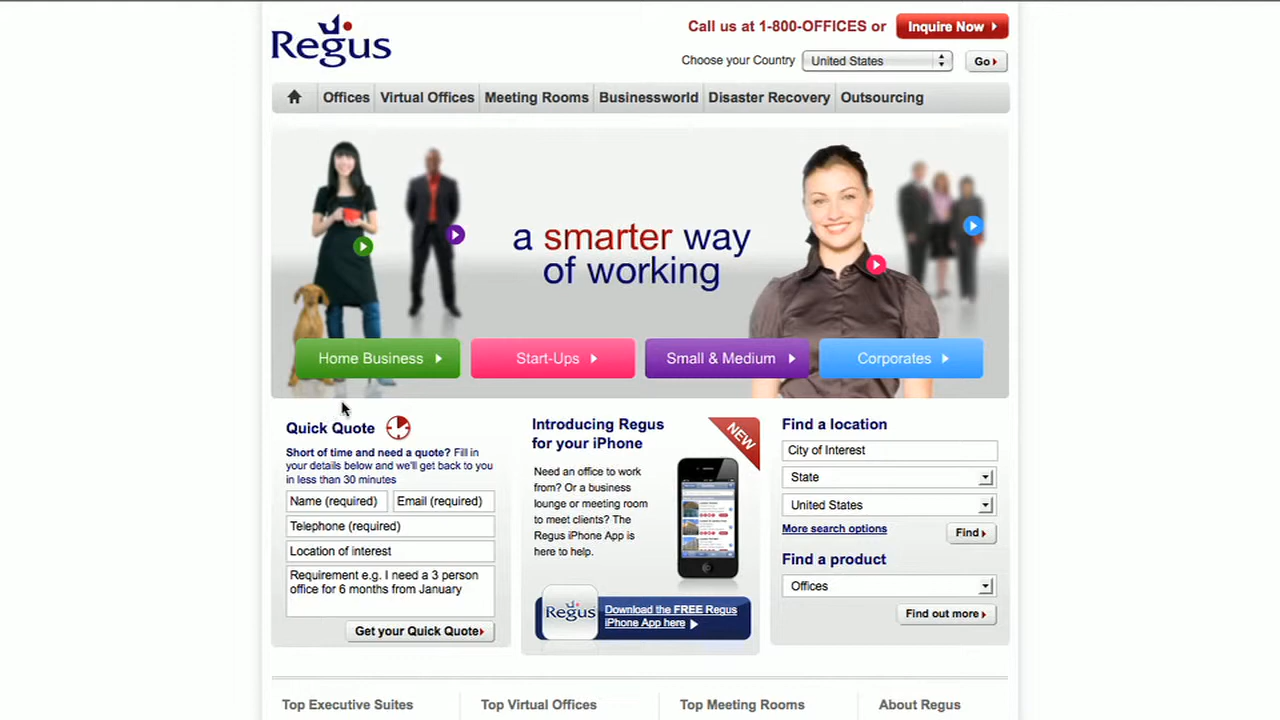 Regus
Call us at 1-800-OFFICES or
Inquire Now
Choose your Country
United States
Go
Offices
Virtual Offices
Meeting Rooms
Businessworld
Disaster Recovery
Outsourcing
a smarter way
of working
Home Business
Start-Ups
Small & Medium
Corporates
Quick Quote
Short of time and need a quote? Fill in
your details below and we'll get back to you
in less than 30 minutes
Name (required)
Email (required)
Telephone (required)
Location of interest
Requirement e.g. I need a 3 person
office for 6 months from January
Get your Quick Quote
Introducing Regus
for your iPhone
NEW
Need an office to work
from? Or a business
lounge or meeting room
to meet clients? The
Regus iPhone App is
here to help.
Regus
Download the FREE Regus
iPhone App here
Find a location
City of Interest
State
United States
More search options
Find
Find a product
Offices
Find out more
Top Executive Suites
Top Virtual Offices
Top Meeting Rooms
About Regus